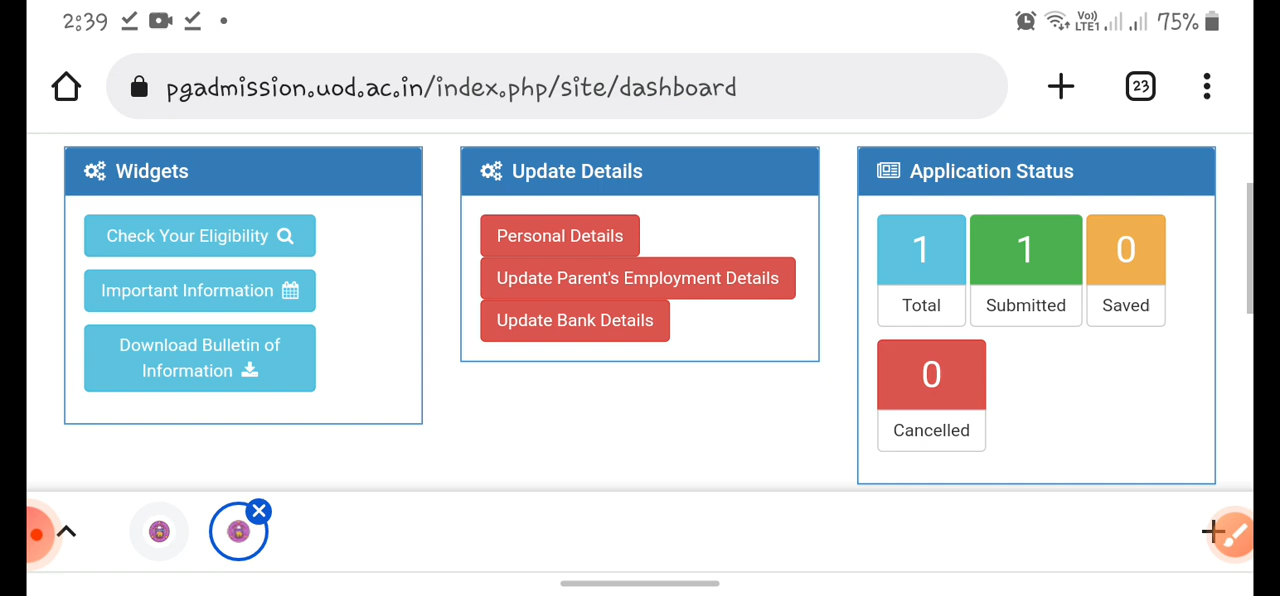 2:39
Vo))
LTE1
75%
pgadmission.uod.ac.in/index.php/site/dashboard
23
Widgets
Check Your Eligibility
Important Information
Download Bulletin of
Information
Update Details
Personal Details
Update Parent's Employment Details
Update Bank Details
Application Status
1
Total
1
Submitted
0
Saved
0
Cancelled